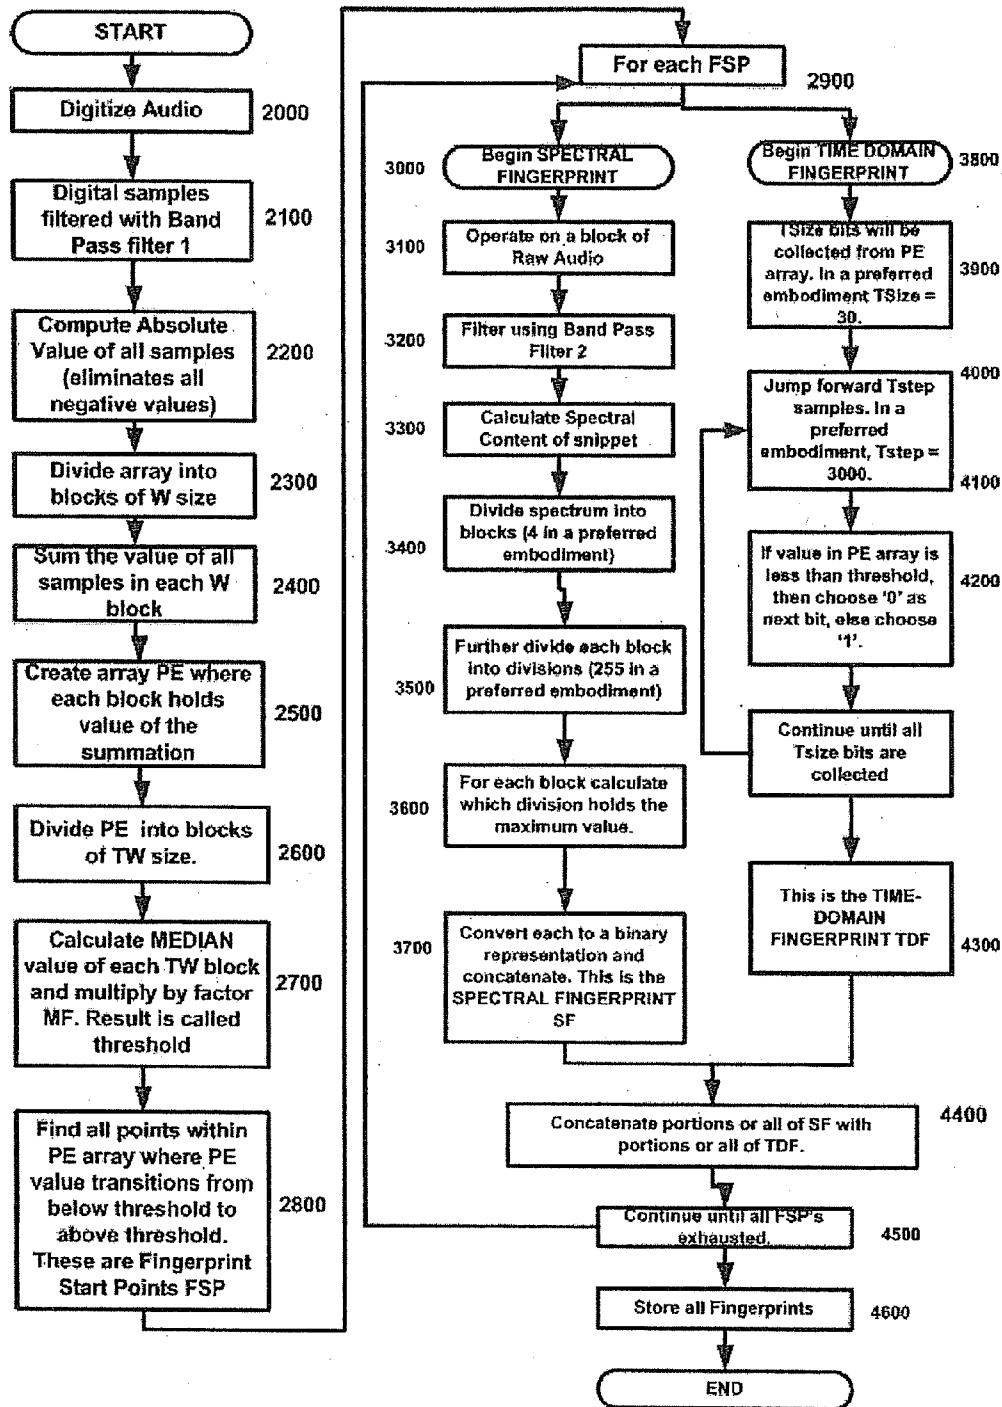 START
Digitize Audio
2000
Digital samples
filtered with Band
Pass filter 1
2100
Compute Absolute
Value of all samples
(eliminates all
negative values)
2200
Divide array into
blocks of W size
2300
Sum the value of all
samples in each W
block
2400
Create array PE where
each block holds
value of the
summation
2500
Divide PE into blocks
of TW size.
2600
Calculate MEDIAN
value of each TW block
and multiply by factor
MF. Result is called
threshold
2700
Find all points within
PE array where PE
value transitions from
below threshold to
above threshold.
These are Fingerprint
Start Points FSP
2800
For each FSP
2900
3000
Begin SPECTRAL
FINGERPRINT
3100
Operate on a block of
Raw Audio
3200
Filter using Band Pass
Filter 2
3300
Calculate Spectral
Content of snippet
3400
Divide spectrum into
blocks (4 in a preferred
embodiment)
3500
Further divide each block
into divisions (255 in a
preferred embodiment)
3600
For each block calculate
which division holds the
maximum value.
3700
Convert each to a binary
representation and
concatenate. This is the
SPECTRAL FINGERPRINT
SF
Begin TIME DOMAIN
FINGERPRINT
3800
TSize bits will be
collected from PE
array. In a preferred
embodiment TSize =
30.
3900
4000
Jump forward Tstep
samples. In a
preferred
embodiment, Tstep =
3000.
4100
If value in PE array is
less than threshold,
then choose '0' as
next bit, else choose
'1'.
4200
Continue until all
Tsize bits are
collected
This is the TIME-
DOMAIN
FINGERPRINT TDF
4300
Concatenate portions or all of SF with
portions or all of TDF.
4400
Continue until all FSP's
exhausted.
4500
Store all Fingerprints
4600
END